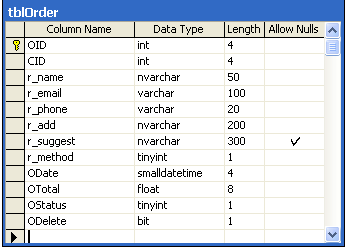 tblOrder
Column Name Data Type Length Allow Nulls
OID int 4
CID int 4
r_name nvarchar 50
r_email varchar 100
r_phone varchar 20
r_add nvarchar 200
r_suggest nvarchar 300 ✓
r_method tinyint 1
ODate smalldatetime 4
OTotal float 8
OStatus tinyint 1
ODelete bit 1